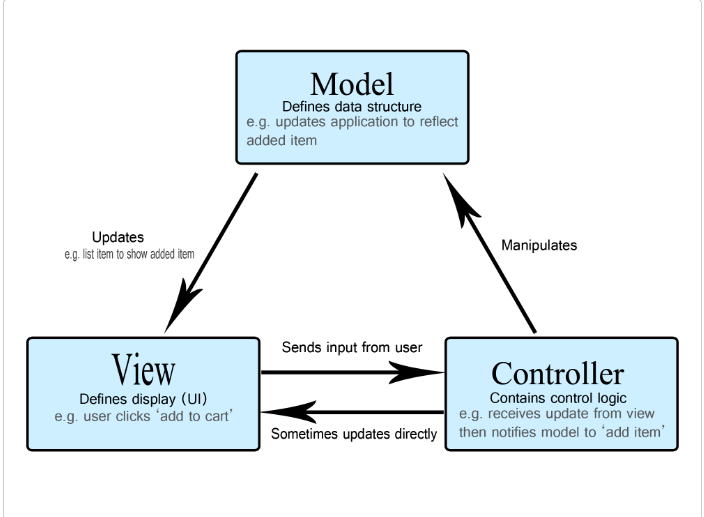 Model
Defines data structure
e.g. updates application to reflect
added item
Updates
e.g. list item to show added item
Manipulates
View
Defines display (UI)
e.g. user clicks ‘add to cart’
Sends input from user
Sometimes updates directly
Controller
Contains control logic
e.g. receives update from view
then notifies model to ‘add item’